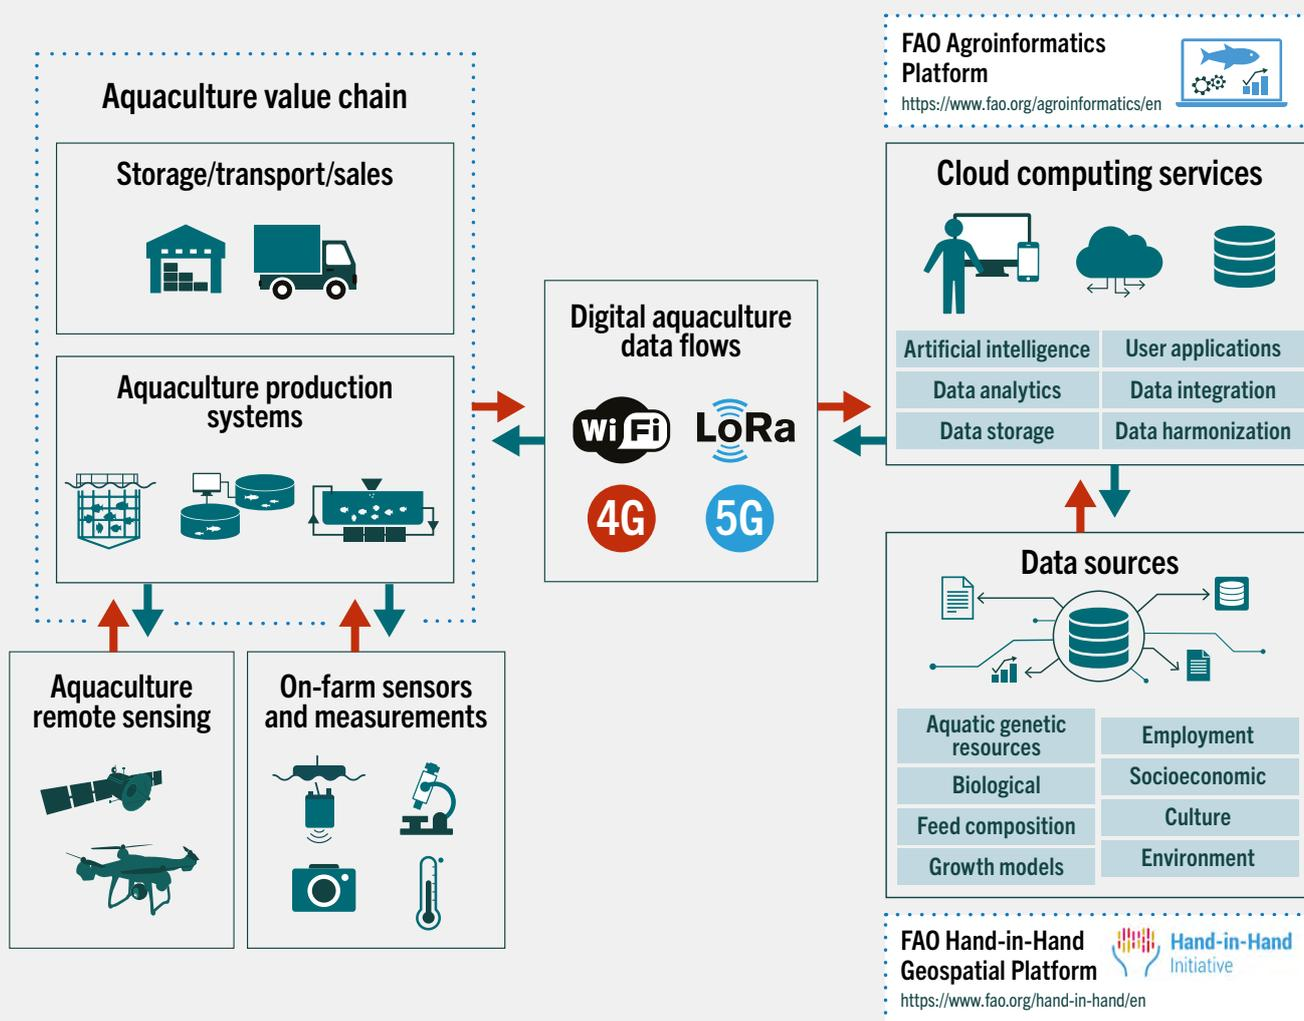 Aquaculture value chain
Storage/transport/sales
Aquaculture production
systems
Aquaculture
remote sensing
On-farm sensors
and measurements
Digital aquaculture
data flows
Wi Fi
LoRa
4G
5G
FAO Agroinformatics
Platform
https://www.fao.org/agroinformatics/en
Cloud computing services
Artificial intelligence
User applications
Data analytics
Data integration
Data storage
Data harmonization
Data sources
Aquatic genetic
resources
Biological
Feed composition
Growth models
Employment
Socioeconomic
Culture
Environment
FAO Hand-in-Hand
Geospatial Platform
https://www.fao.org/hand-in-hand/en
Hand-in-Hand
Initiative